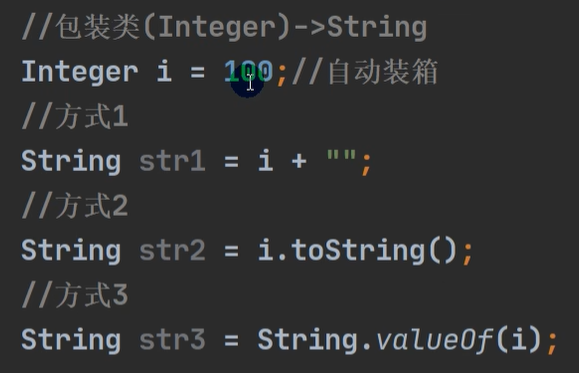 //包装类(Integer)->String
Integer i = 100;//自动装箱
//方式1
String str1 = i + "";
//方式2
String str2 = i.toString();
//方式3
String str3 = String.valueOf(i);